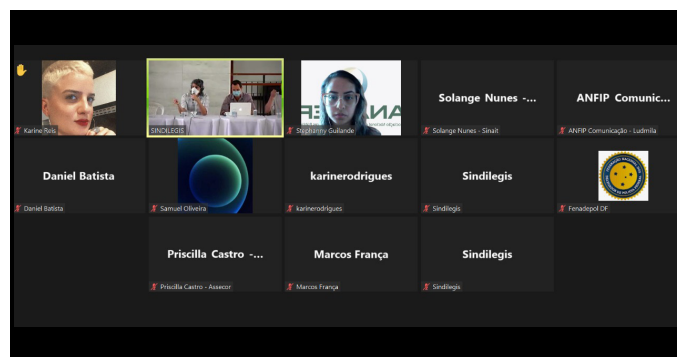 Karine Reis
SINDILEGIS
Stephanny Guilande
Solange Nunes -...
Solange Nunes - Sinait
ANFIP Comunic...
ANFIP Comunicação - Ludmila
Daniel Batista
Daniel Batista
Samuel Oliveira
karinerodrigues
karinerodrigues
Sindilegis
Sindilegis
Fenadepol DF
Priscilla Castro -...
Priscilla Castro - Assecor
Marcos França
Marcos França
Sindilegis
Sindilegis